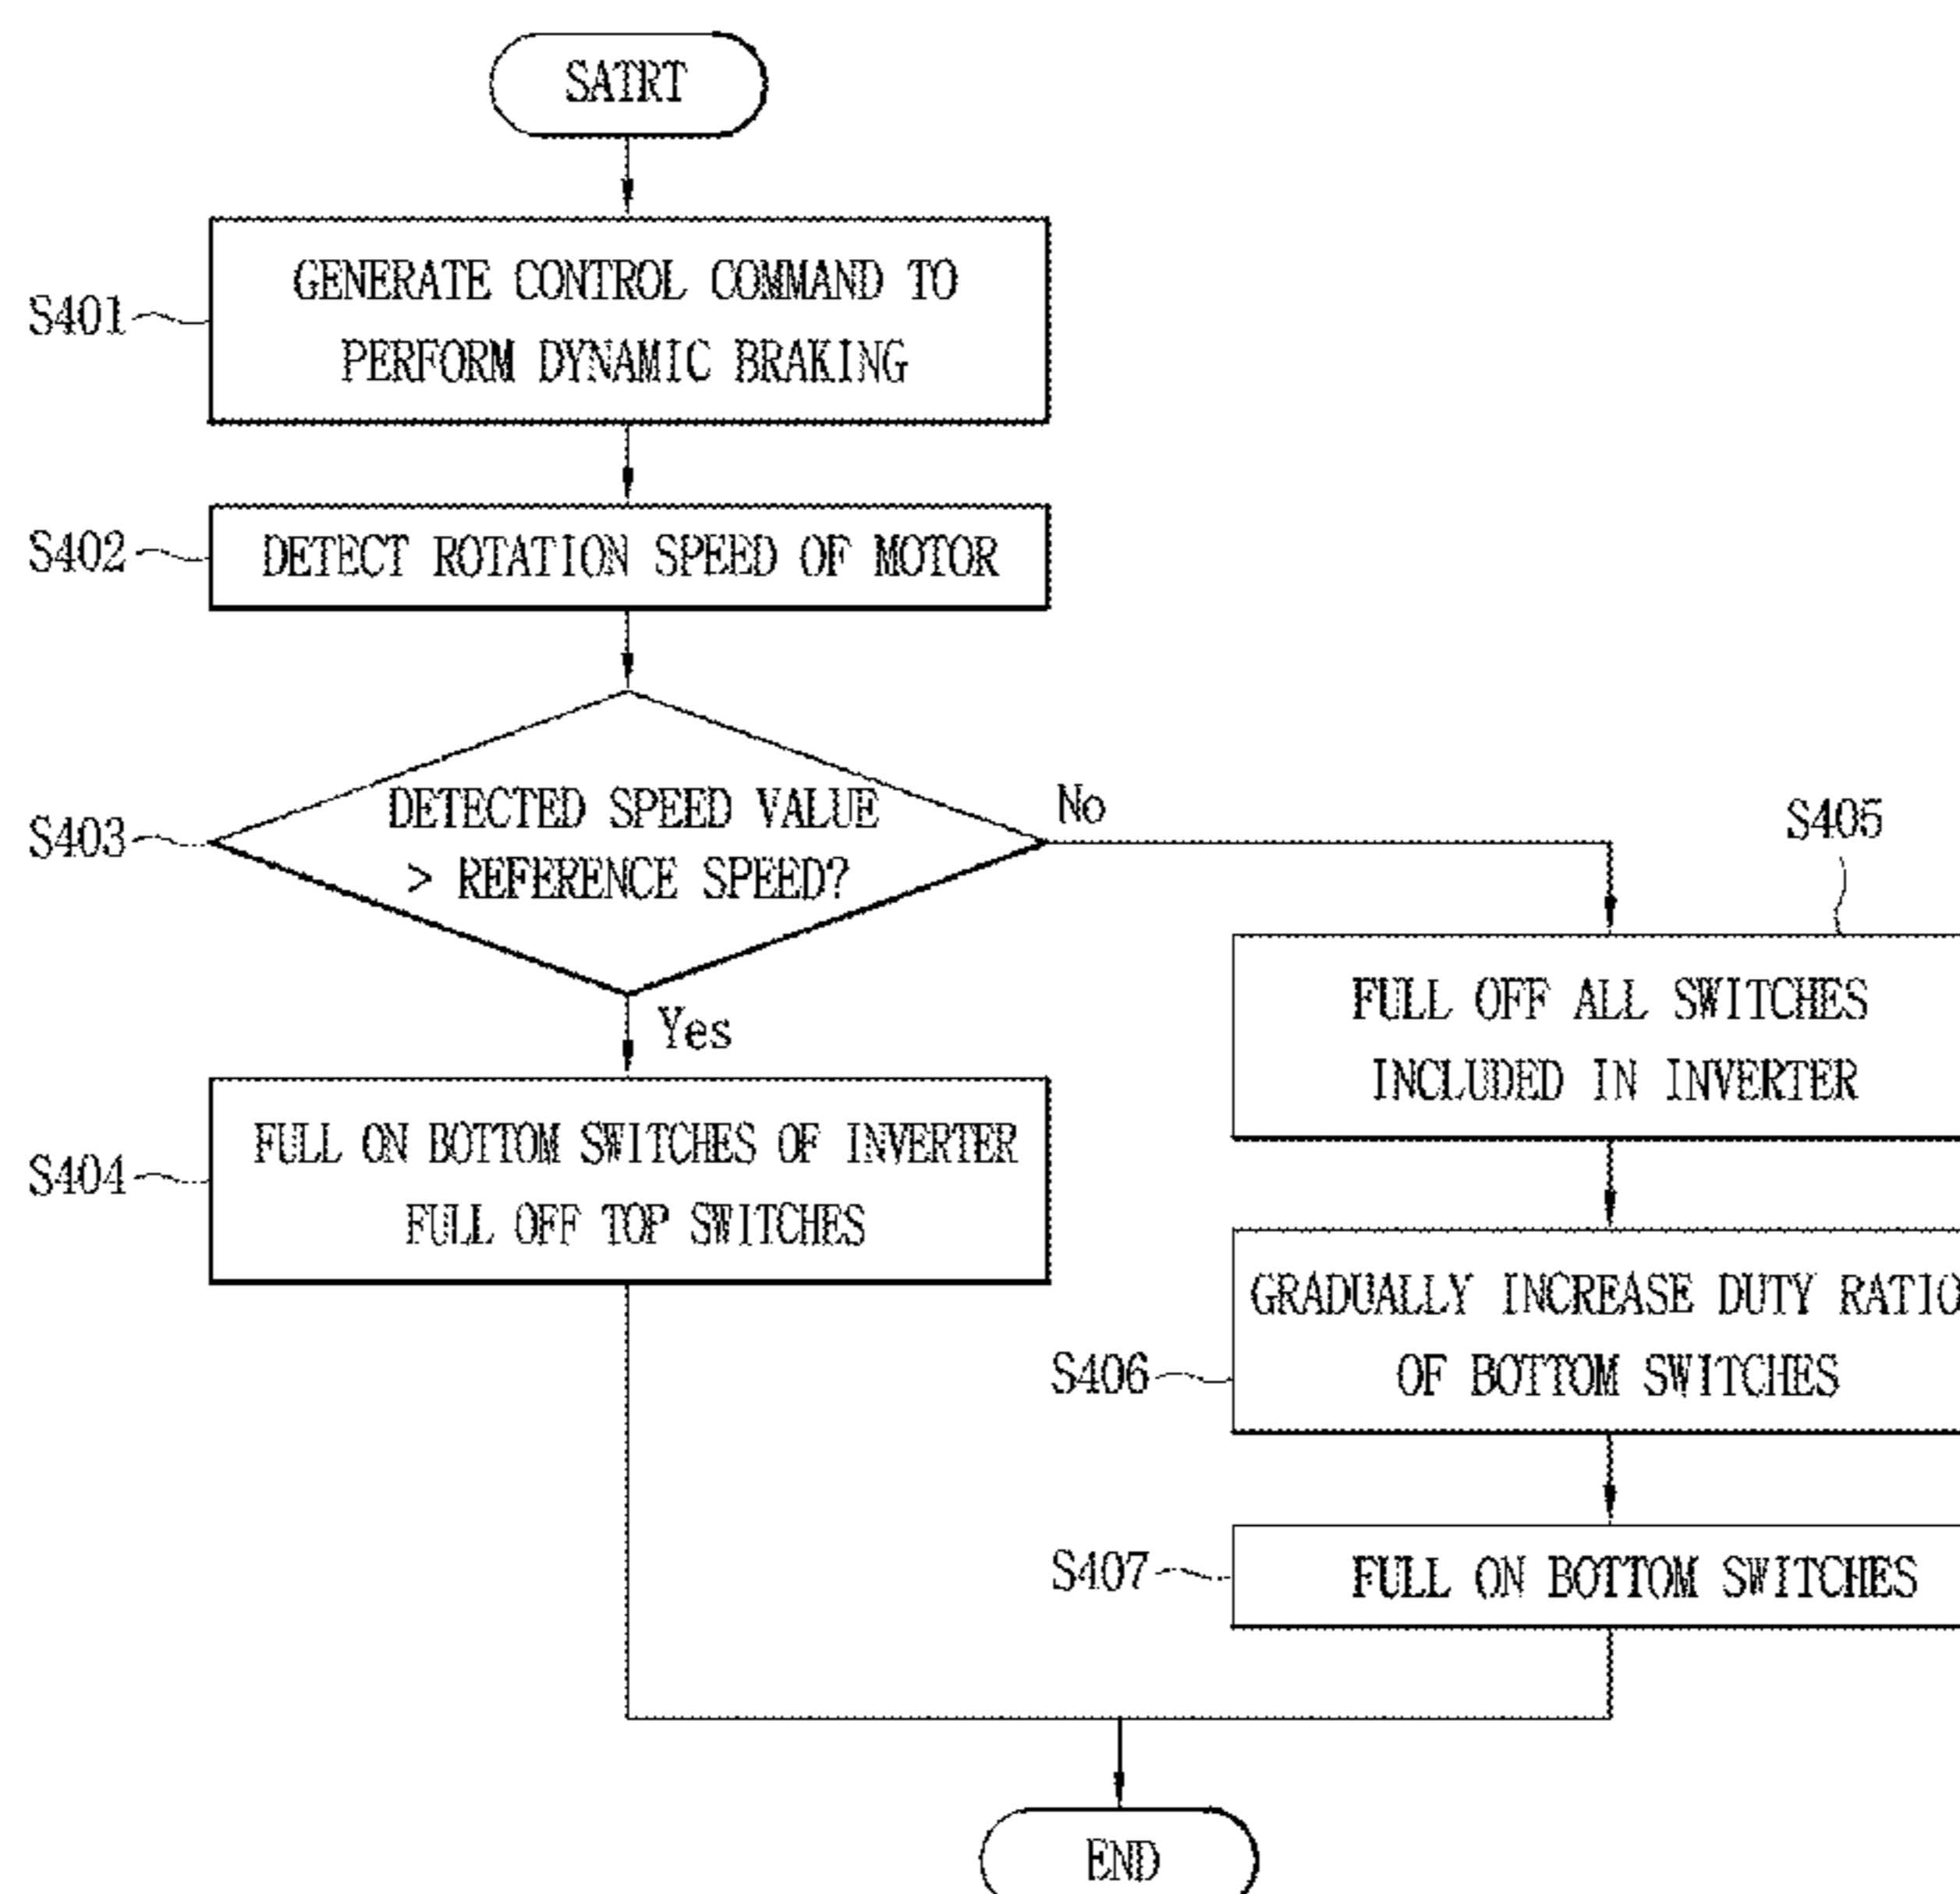 SATRT
S401
GENERATE CONTROL COMMAND TO
PERFORM DYNAMIC BRAKING
S402
DETECT ROTATION SPEED OF MOTOR
S403
DETECTED SPEED VALUE
> REFERENCE SPEED?
No
Yes
S404
FULL ON BOTTOM SWITCHES OF INVERTER
FULL OFF TOP SWITCHES
S405
FULL OFF ALL SWITCHES
INCLUDED IN INVERTER
S406
GRADUALLY INCREASE DUTY RATIO
OF BOTTOM SWITCHES
S407
FULL ON BOTTOM SWITCHES
END